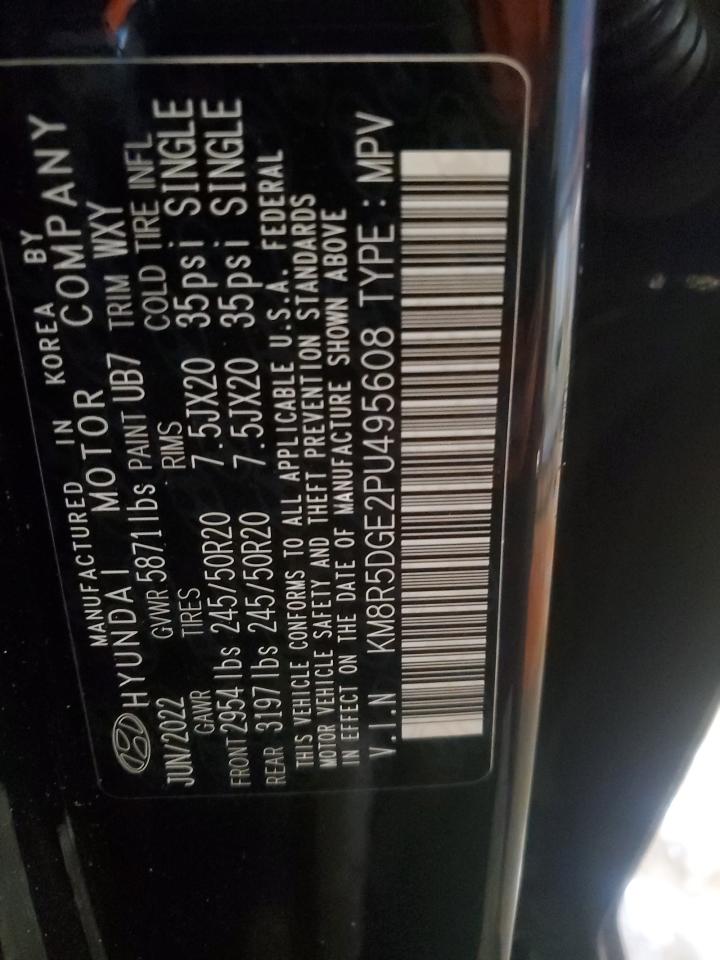 MANUFACTURED IN KOREA BY
HYUNDAI MOTOR COMPANY
JUN/2022 GVWR 5871lbs PAINT UB7 TRIM WXY
GAWR TIRES RIMS COLD TIRE INFL
FRONT 2954lbs 245/50R20 7.5JX20 35psi SINGLE
REAR 3197lbs 245/50R20 7.5JX20 35psi SINGLE
THIS VEHICLE CONFORMS TO ALL APPLICABLE U.S.A. FEDERAL
MOTOR VEHICLE SAFETY AND THEFT PREVENTION STANDARDS
IN EFFECT ON THE DATE OF MANUFACTURE SHOWN ABOVE
V.I.N KM8R5DGE2PU495608 TYPE : MPV